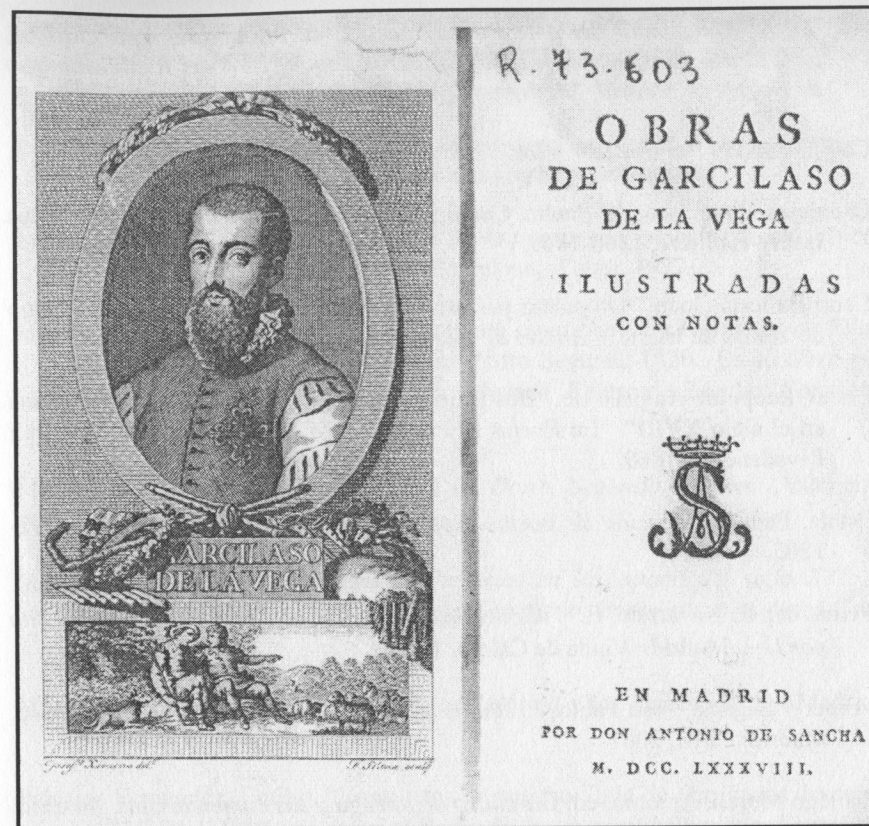 R. 73.603
GARCILASO
DE LA VEGA
OBRAS
DE GARCILASO
DE LA VEGA
ILUSTRADAS
CON NOTAS.
EN MADRID
POR DON ANTONIO DE SANCHA
M. DCC. LXXXVIII.